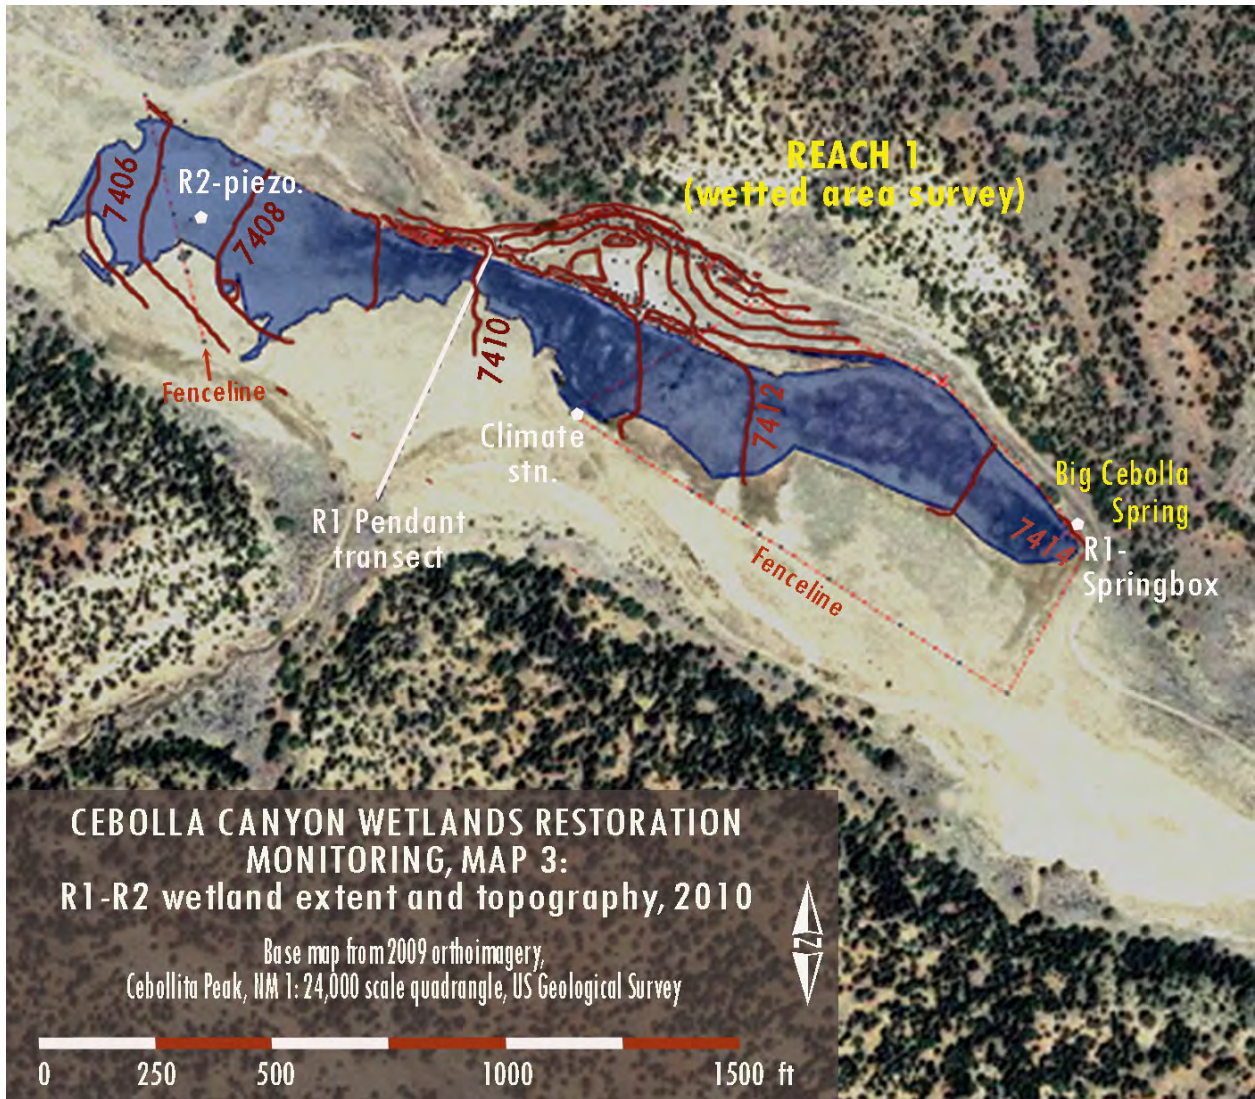 REACH 1
(wetted area survey)
7406
R2-piezo.
7408
7410
Fenceline
7412
Climate
stn.
Big Cebolla
Spring
R1 Pendant
transect
7414
R1-
Springbox
Fenceline
CEBOLLA CANYON WETLANDS RESTORATION
MONITORING, MAP 3:
R1-R2 wetland extent and topography, 2010
N
Base map from 2009 orthoimagery,
Cebollita Peak, NM 1: 24,000 scale quadrangle, US Geological Survey
0 250 500 1000 1500 ft